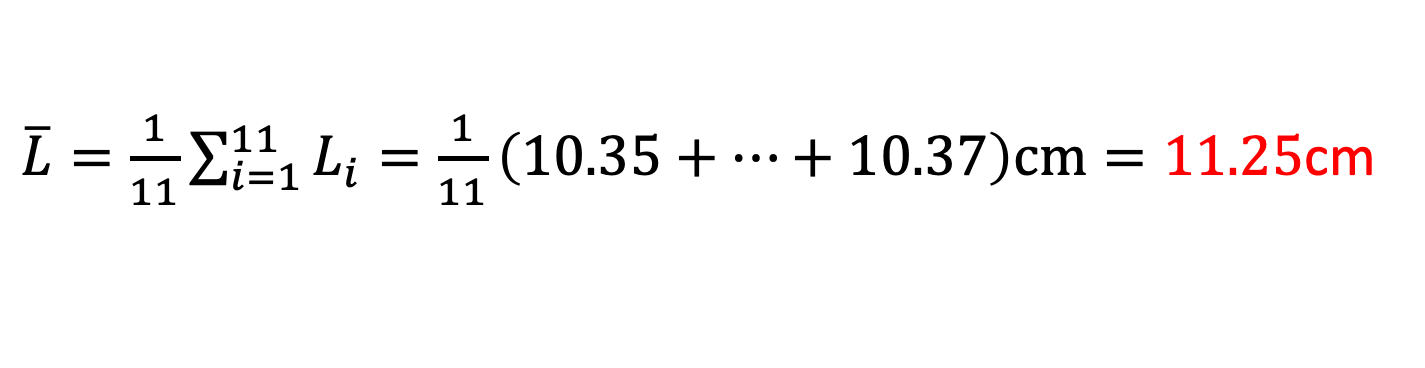 L̄ = 1/11 ∑_{i=1}^{11} L_i = 1/11 (10.35 + ⋯ + 10.37)cm = 11.25cm